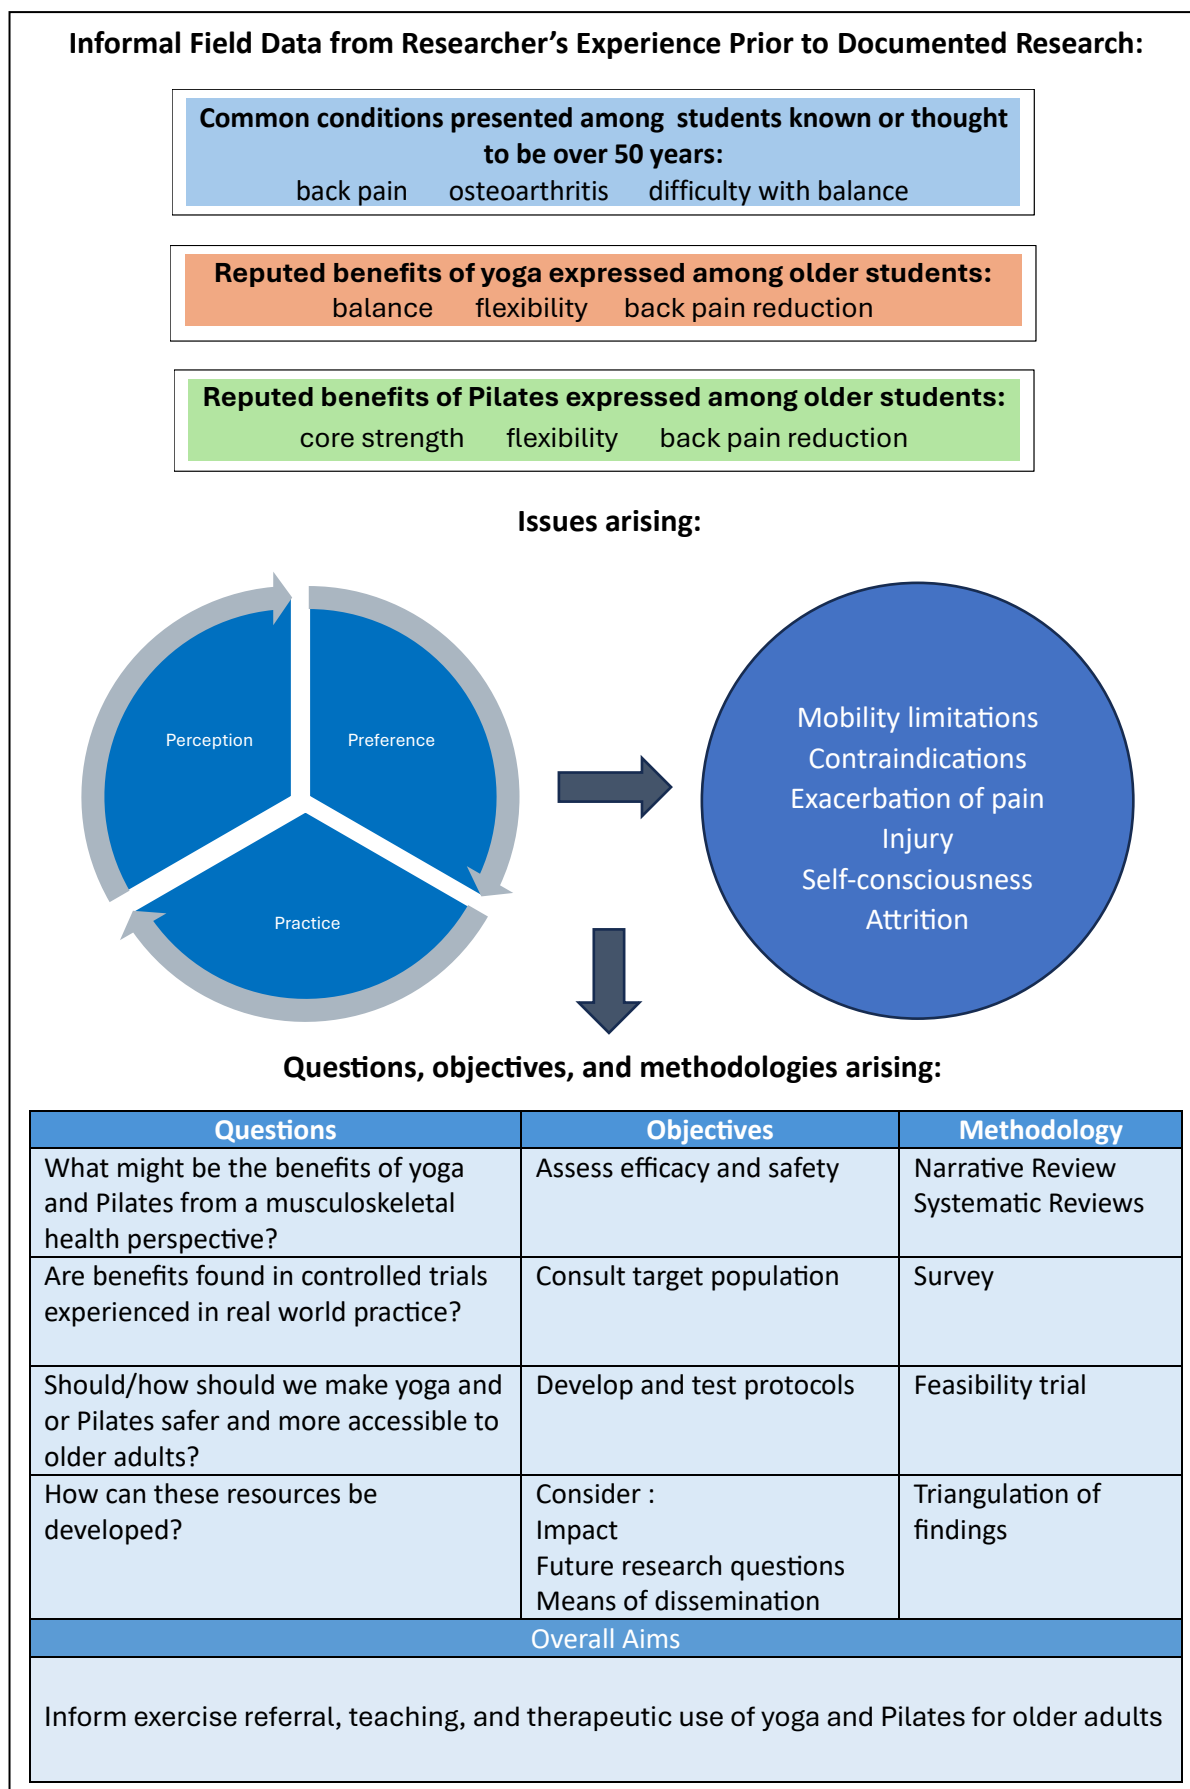 Informal Field Data from Researcher's Experience Prior to Documented Research:
Common conditions presented among students known or thought
to be over 50 years:
back pain osteoarthritis difficulty with balance
Reputed benefits of yoga expressed among older students:
balance flexibility back pain reduction
Reputed benefits of Pilates expressed among older students:
core strength flexibility back pain reduction
Issues arising:
Perception
Preference
Practice
Mobility limitations
Contraindications
Exacerbation of pain
Injury
Self-consciousness
Attrition
Questions, objectives, and methodologies arising:
Questions Objectives Methodology
What might be the benefits of yoga
and Pilates from a musculoskeletal
health perspective?
Assess efficacy and safety
Narrative Review
Systematic Reviews
Are benefits found in controlled trials
experienced in real world practice?
Consult target population
Survey
Should/how should we make yoga and
or Pilates safer and more accessible to
older adults?
Develop and test protocols
Feasibility trial
How can these resources be
developed?
Consider :
Impact
Future research questions
Means of dissemination
Triangulation of
findings
Overall Aims
Inform exercise referral, teaching, and therapeutic use of yoga and Pilates for older adults